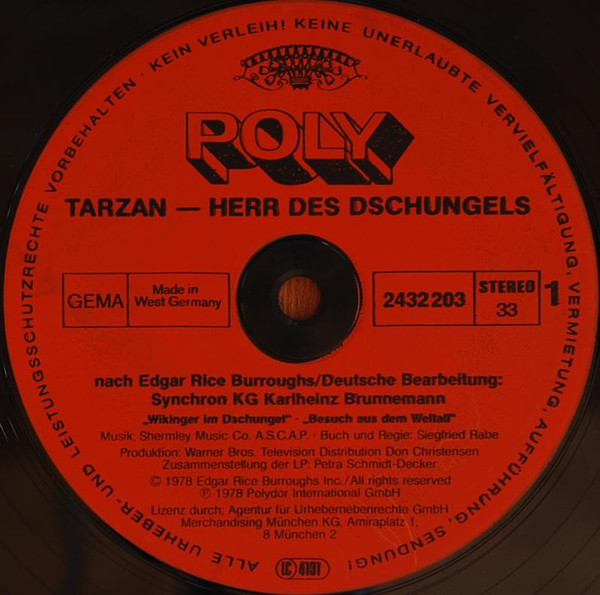 ALLE URHEBER- UND LEISTUNGSSCHUTZRECHTE VORBEHALTEN · KEIN VERLEIH! KEINE UNERLAUBTE VERVIELFÄLTIGUNG, VERMIETUNG, AUFFÜHRUNG, SENDUNG!
POLY
TARZAN — HERR DES DSCHUNGELS
GEMA
Made in
West Germany
2432 203
STEREO
33
1
nach Edgar Rice Burroughs/Deutsche Bearbeitung:
Synchron KG Karlheinz Brunnemann
„Wikinger im Dschungel" · „Besuch aus dem Weltall"
Musik: Shermley Music Co. A.S.C.A.P. · Buch und Regie: Siegfried Rabe
Produktion: Warner Bros. Television Distribution Don Christensen
Zusammenstellung der LP: Petra Schmidt-Decker
© 1978 Edgar Rice Burroughs Inc./All rights reserved
℗ 1978 Polydor International GmbH
Lizenz durch: Agentur für Urhebernebenrechte GmbH
Merchandising München KG, Amiraplatz 1,
8 München 2
LC 4191